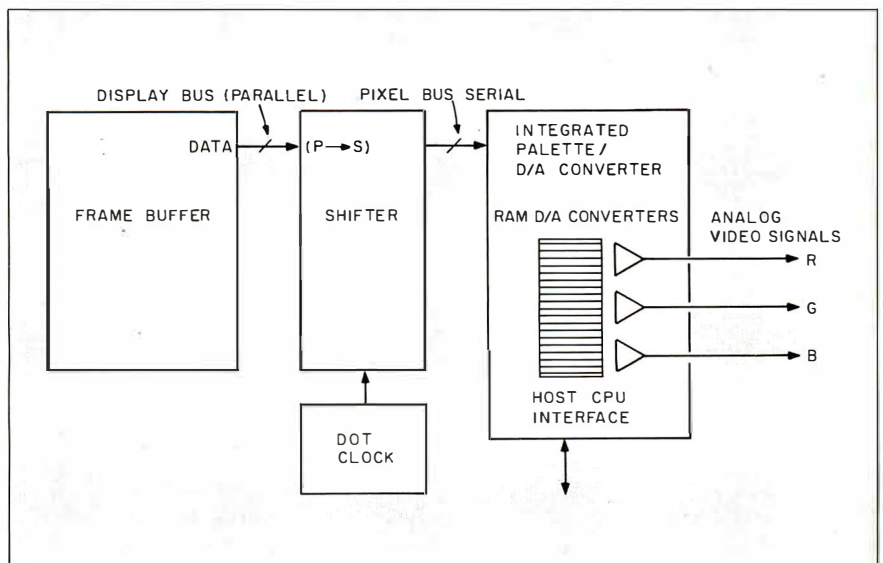 DISPLAY BUS (PARALLEL)
PIXEL BUS SERIAL
DATA
(P→S)
FRAME BUFFER
SHIFTER
DOT
CLOCK
INTEGRATED
PALETTE/
D/A CONVERTER
RAM D/A CONVERTERS
HOST CPU
INTERFACE
ANALOG
VIDEO SIGNALS
R
G
B